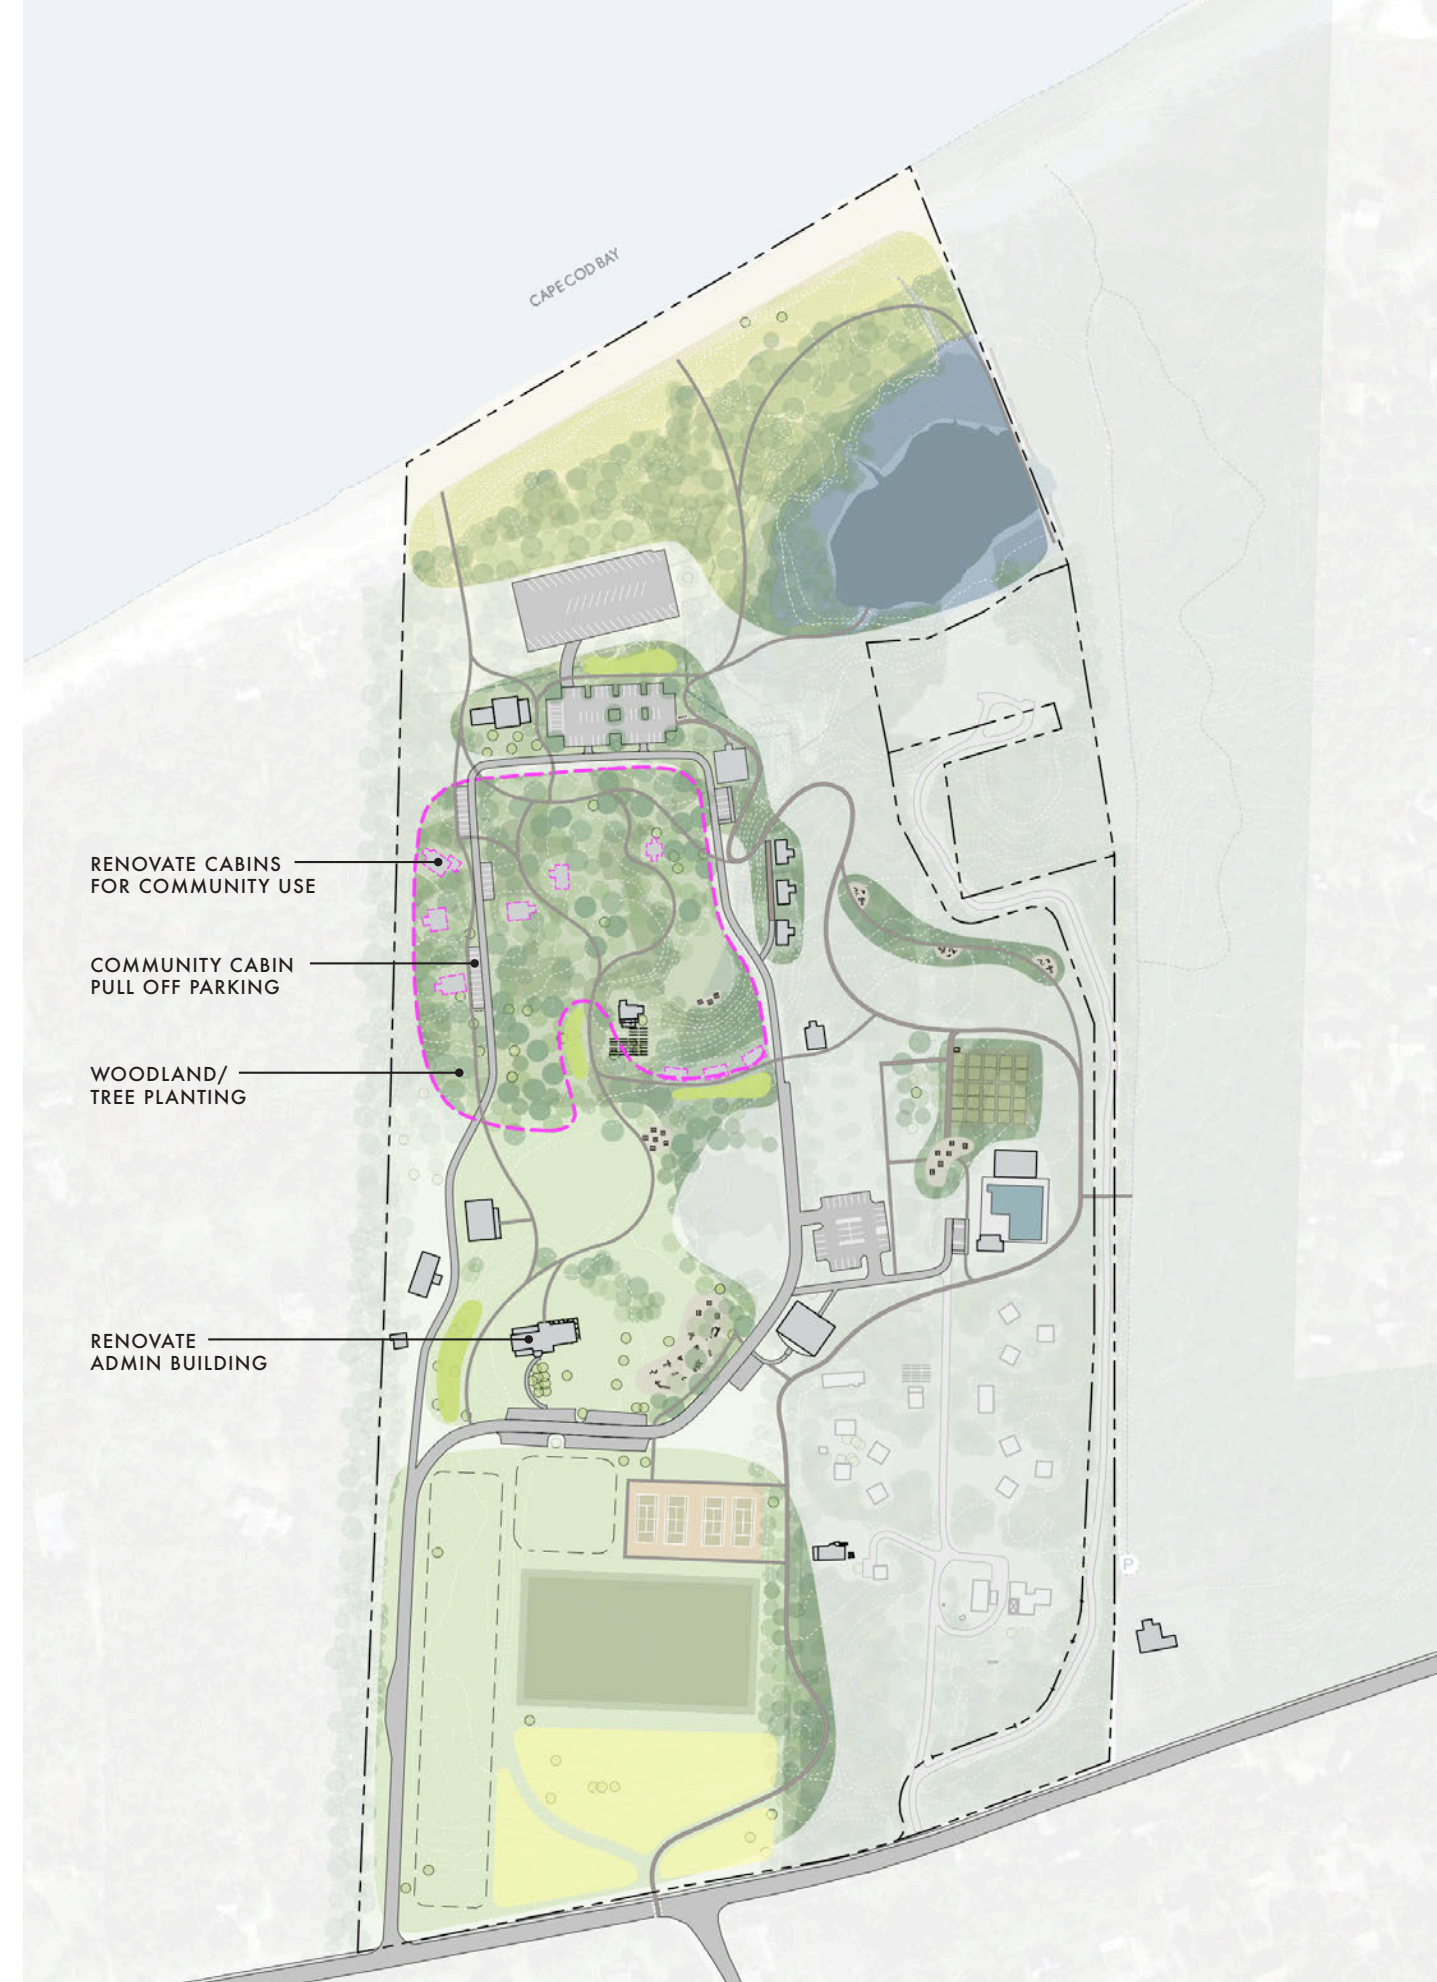 CAPE COD BAY
RENOVATE CABINS
FOR COMMUNITY USE
COMMUNITY CABIN
PULL OFF PARKING
WOODLAND/
TREE PLANTING
RENOVATE
ADMIN BUILDING
P